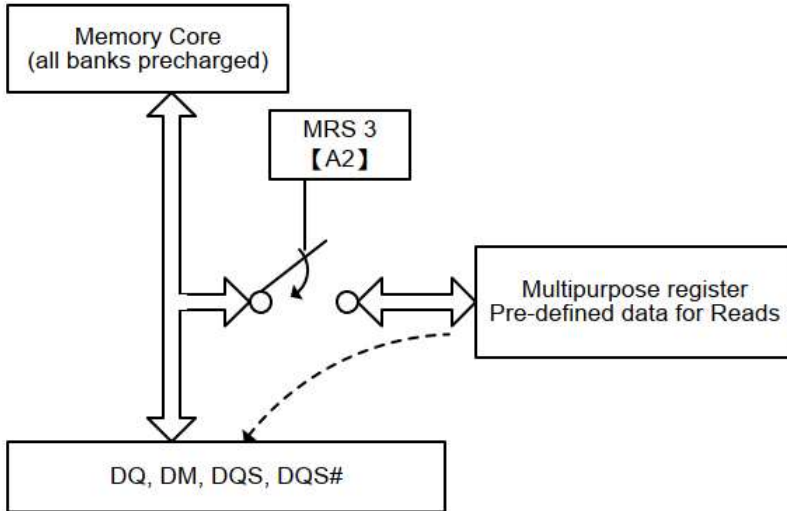 Memory Core
(all banks precharged)
MRS 3
【A2】
Multipurpose register
Pre-defined data for Reads
DQ, DM, DQS, DQS#